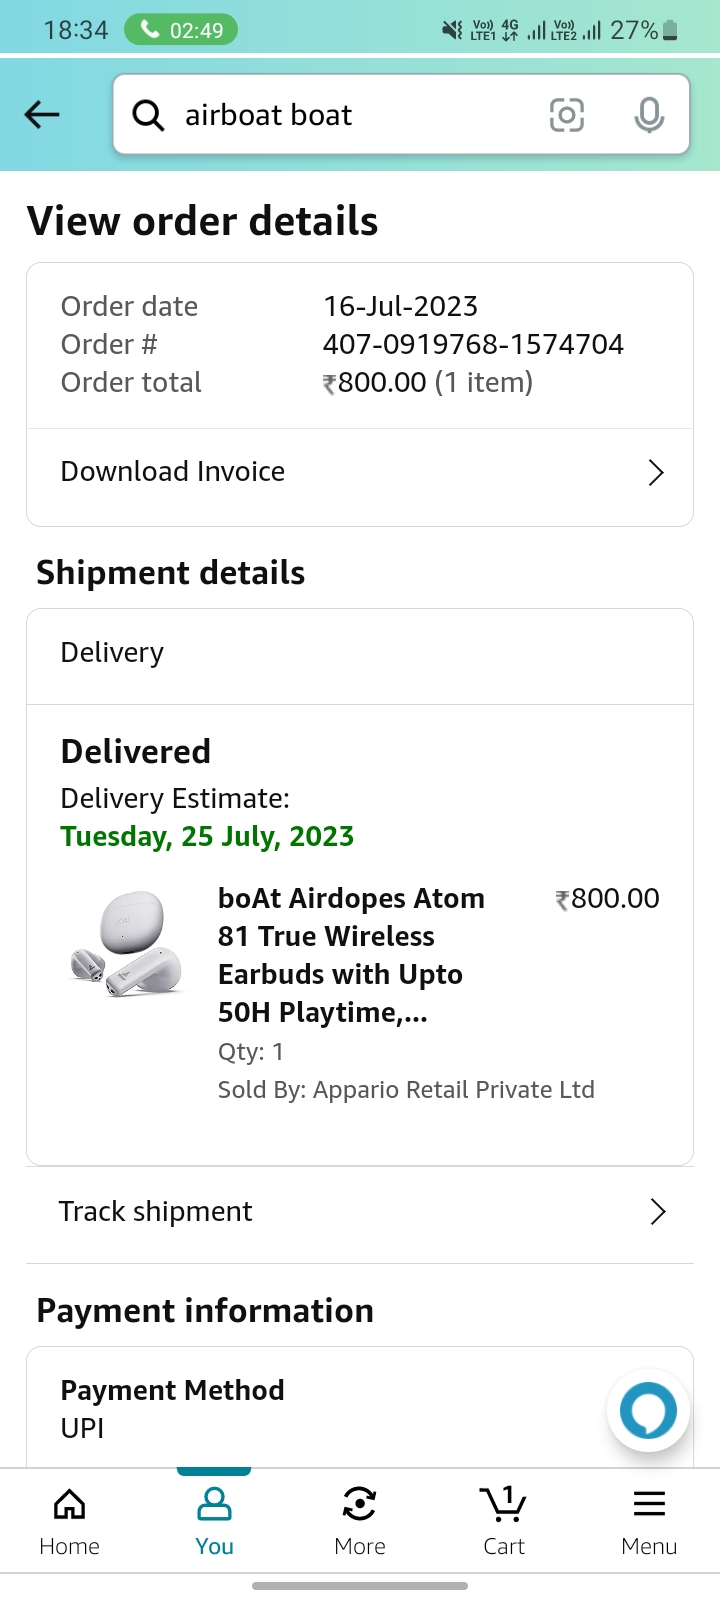 18:34 02:49 Vo) LTE1 4G Vo) LTE2 27%
airboat boat
View order details
Order date 16-Jul-2023
Order # 407-0919768-1574704
Order total ₹800.00 (1 item)
Download Invoice
Shipment details
Delivery
Delivered
Delivery Estimate:
Tuesday, 25 July, 2023
boAt Airdopes Atom ₹800.00
81 True Wireless
Earbuds with Upto
50H Playtime,...
Qty: 1
Sold By: Appario Retail Private Ltd
Track shipment
Payment information
Payment Method
UPI
1
Home You More Cart Menu